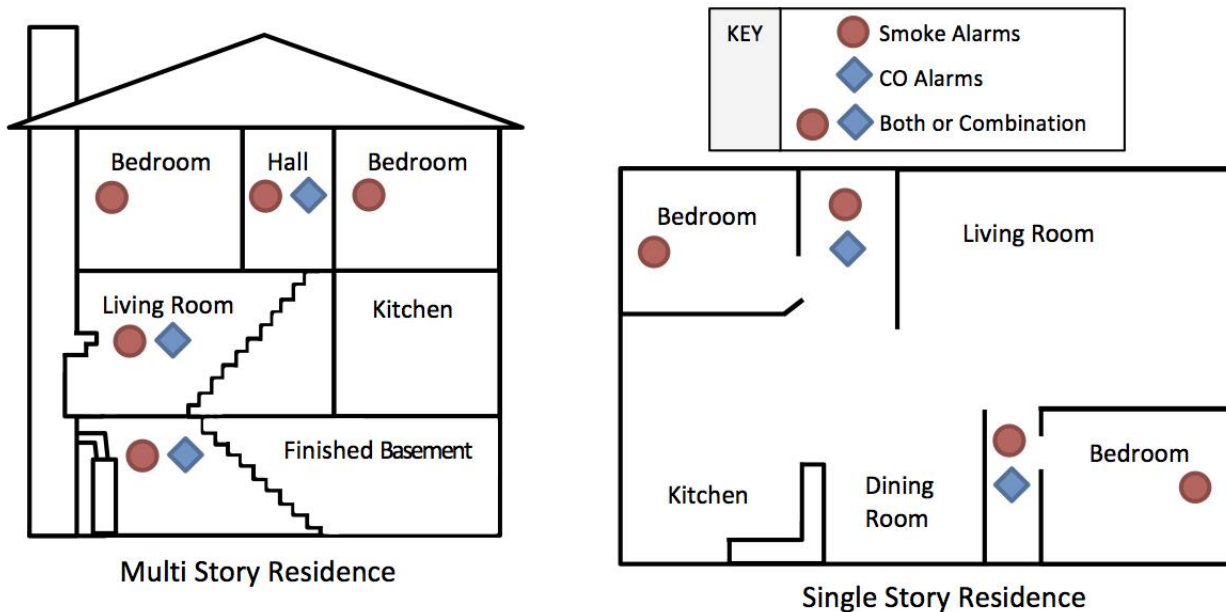 KEY
Smoke Alarms
CO Alarms
Both or Combination
Bedroom
Hall
Bedroom
Living Room
Kitchen
Finished Basement
Multi Story Residence
Bedroom
Living Room
Kitchen
Dining
Room
Bedroom
Single Story Residence